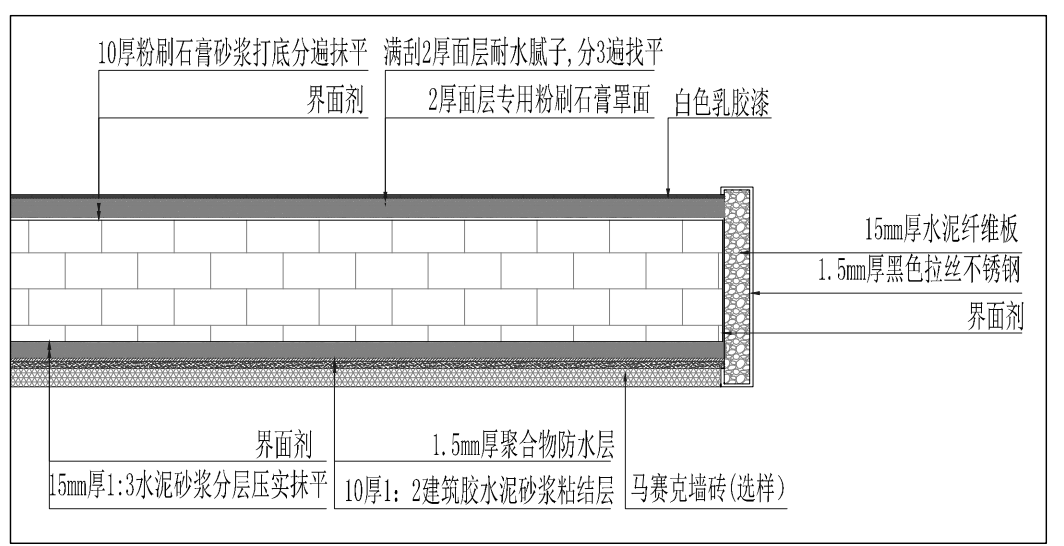 10厚粉刷石膏砂浆打底分遍抹平
界面剂
满刮2厚面层耐水腻子,分3遍找平
2厚面层专用粉刷石膏罩面
白色乳胶漆
15mm厚水泥纤维板
1.5mm厚黑色拉丝不锈钢
界面剂
界面剂
15mm厚1:3水泥砂浆分层压实抹平
1.5mm厚聚合物防水层
10厚1：2建筑胶水泥砂浆粘结层
马赛克墙砖(选样)